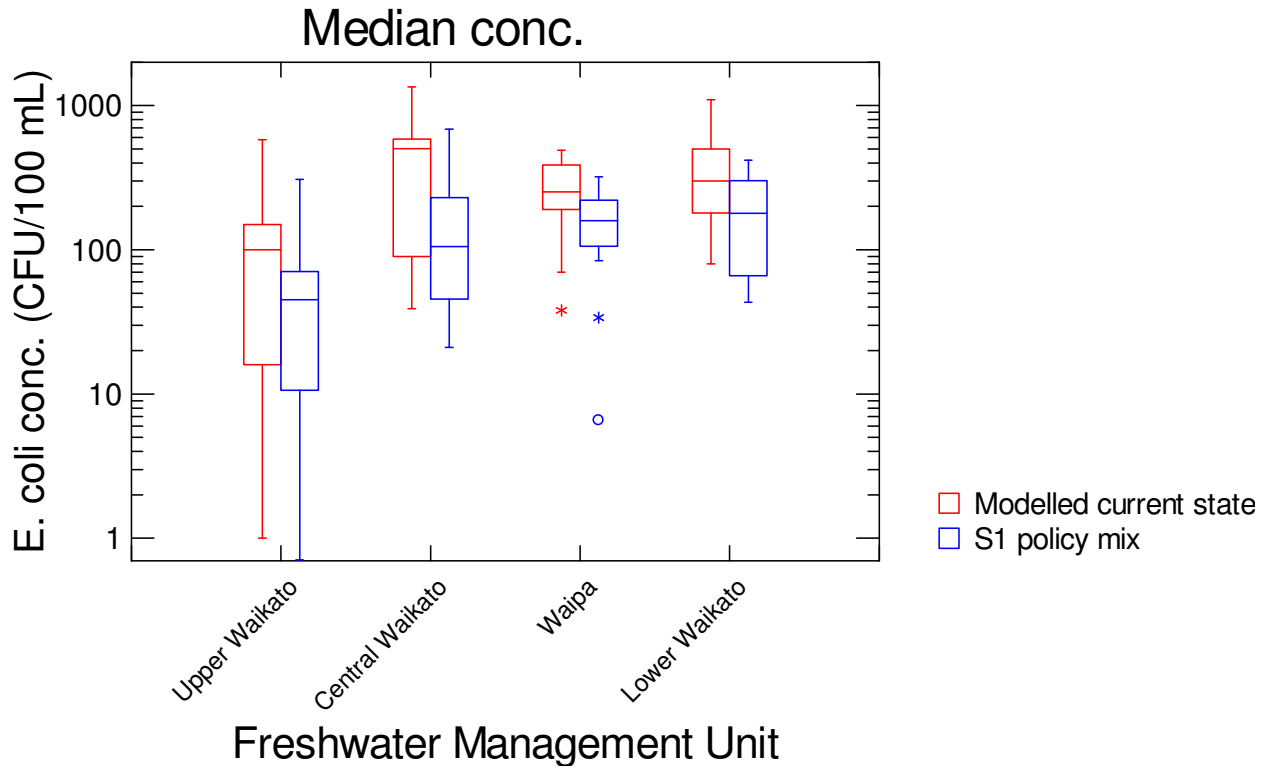 Median conc.
E. coli conc. (CFU/100 mL)
1000
100
10
1
Upper Waikato
Central Waikato
Waipa
Lower Waikato
Freshwater Management Unit
Modelled current state
S1 policy mix